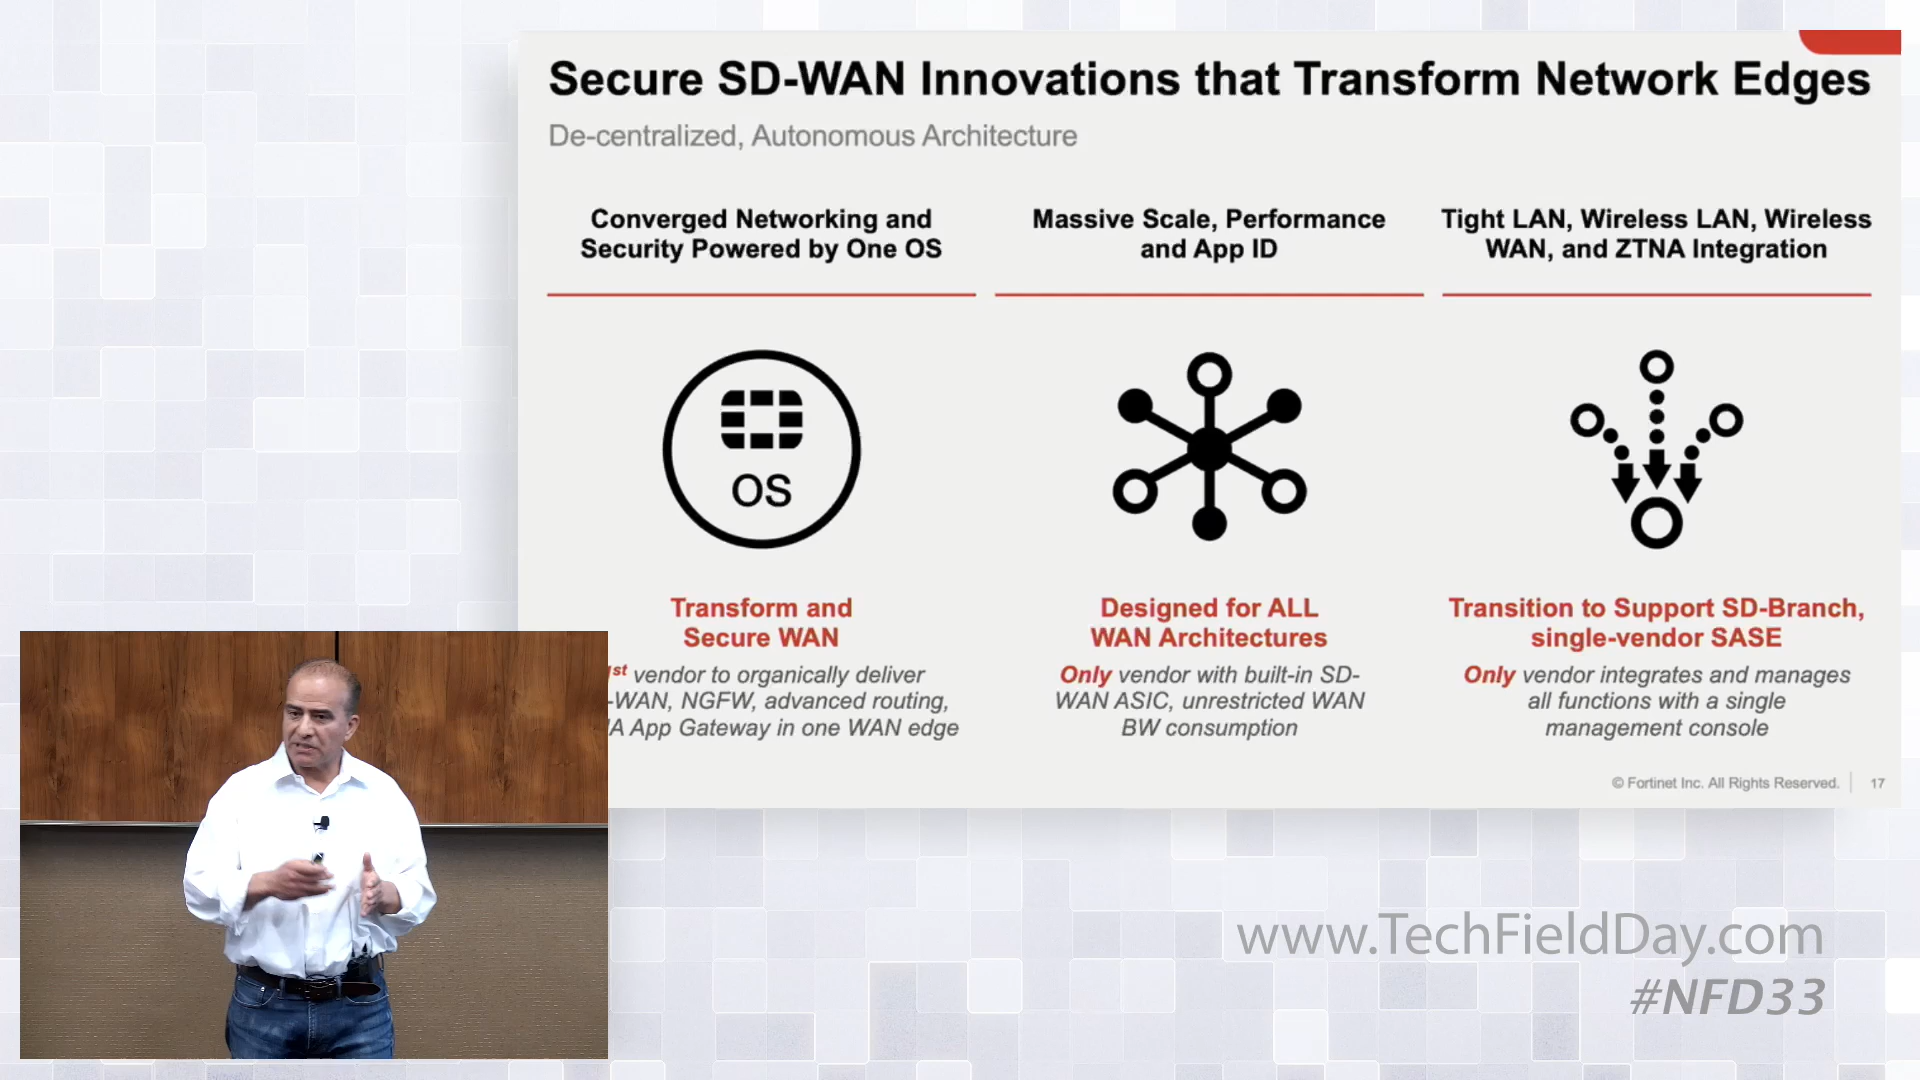 Secure SD-WAN Innovations that Transform Network Edges
De-centralized, Autonomous Architecture
Converged Networking and
Security Powered by One OS
OS
Transform and
Secure WAN
1st vendor to organically deliver
-WAN, NGFW, advanced routing,
App Gateway in one WAN edge
Massive Scale, Performance
and App ID
Designed for ALL
WAN Architectures
Only vendor with built-in SD-
WAN ASIC, unrestricted WAN
BW consumption
Tight LAN, Wireless LAN, Wireless
WAN, and ZTNA Integration
Transition to Support SD-Branch,
single-vendor SASE
Only vendor integrates and manages
all functions with a single
management console
© Fortinet Inc. All Rights Reserved.
17
www.TechFieldDay.com
#NFD33